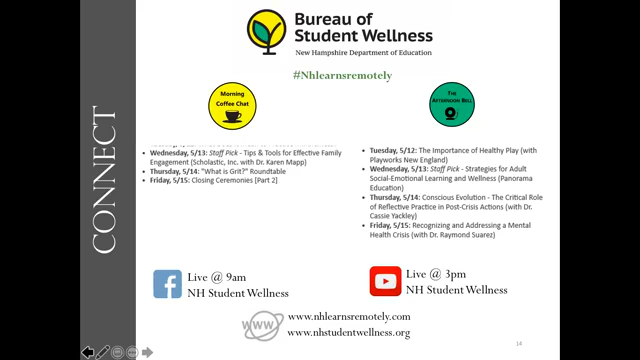 Bureau of
Student Wellness
New Hampshire Department of Education
#Nhlearnsremotely
CONNECT
Morning
Coffee Chat
Wednesday, 5/13 Staff Pick - Tips & Tools for Effective Family
Engagement (Scholastic, Inc. with Dr. Karen Mapp)
Thursday, 5/14: "What is Grit?" Roundtable
Friday, 5/15: Closing Ceremonies [Part 2]
THE
AFTERNOON BELL
Tuesday, 5/12: The Importance of Healthy Play (with
Playworks New England)
Wednesday, 5/13: Staff Pick - Strategies for Adult
Social-Emotional Learning and Wellness (Panorama
Education)
Thursday, 5/14: Conscious Evolution - The Critical Role
of Reflective Practice in Post-Crisis Actions (with Dr.
Cassie Yackley)
Friday, 5/15: Recognizing and Addressing a Mental
Health Crisis (with Dr. Raymond Suarez)
Live @ 9am
NH Student Wellness
Live @ 3pm
NH Student Wellness
www
www.nhlearnsremotely.com
www.nhstudentwellness.org
14